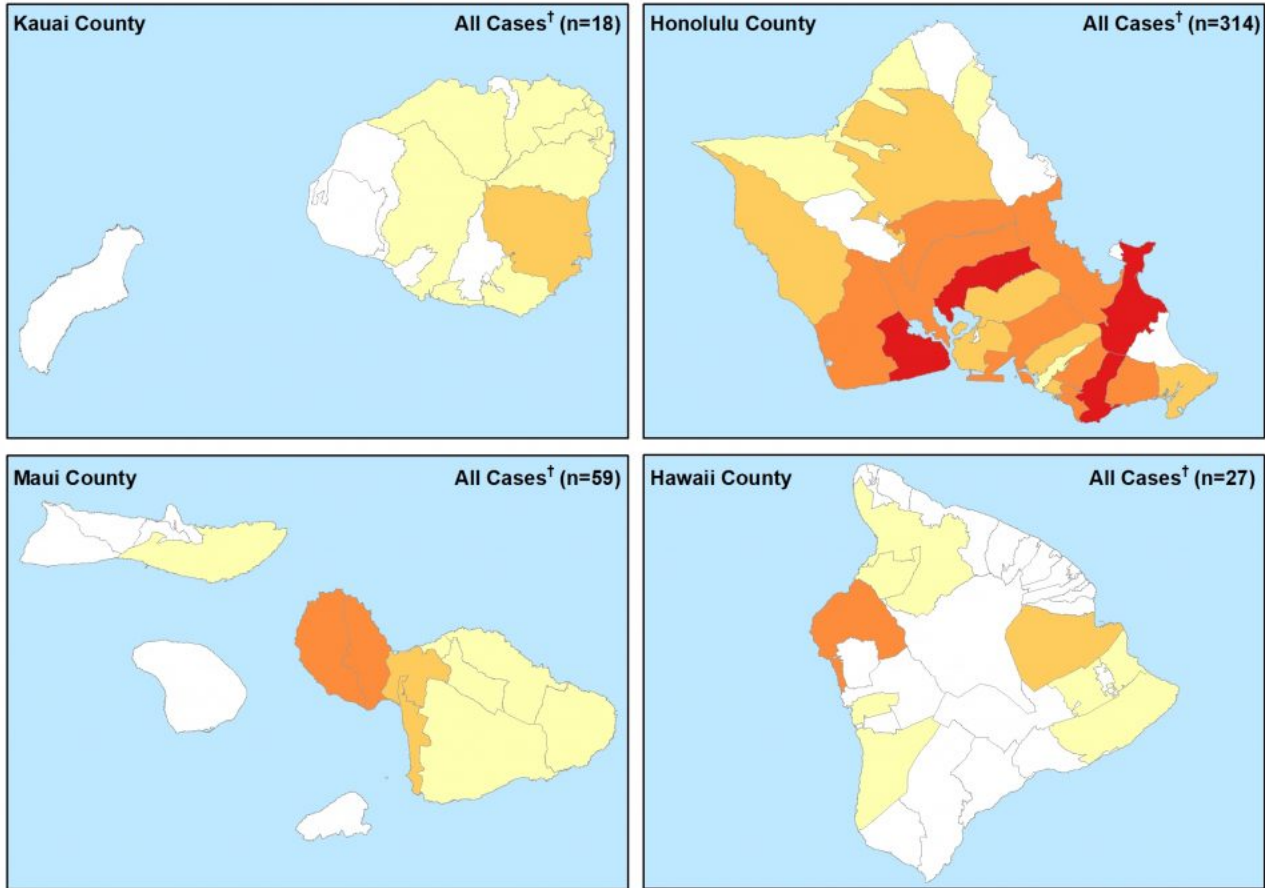 Kauai County All Cases† (n=18)
Honolulu County All Cases† (n=314)
Maui County All Cases† (n=59)
Hawaii County All Cases† (n=27)